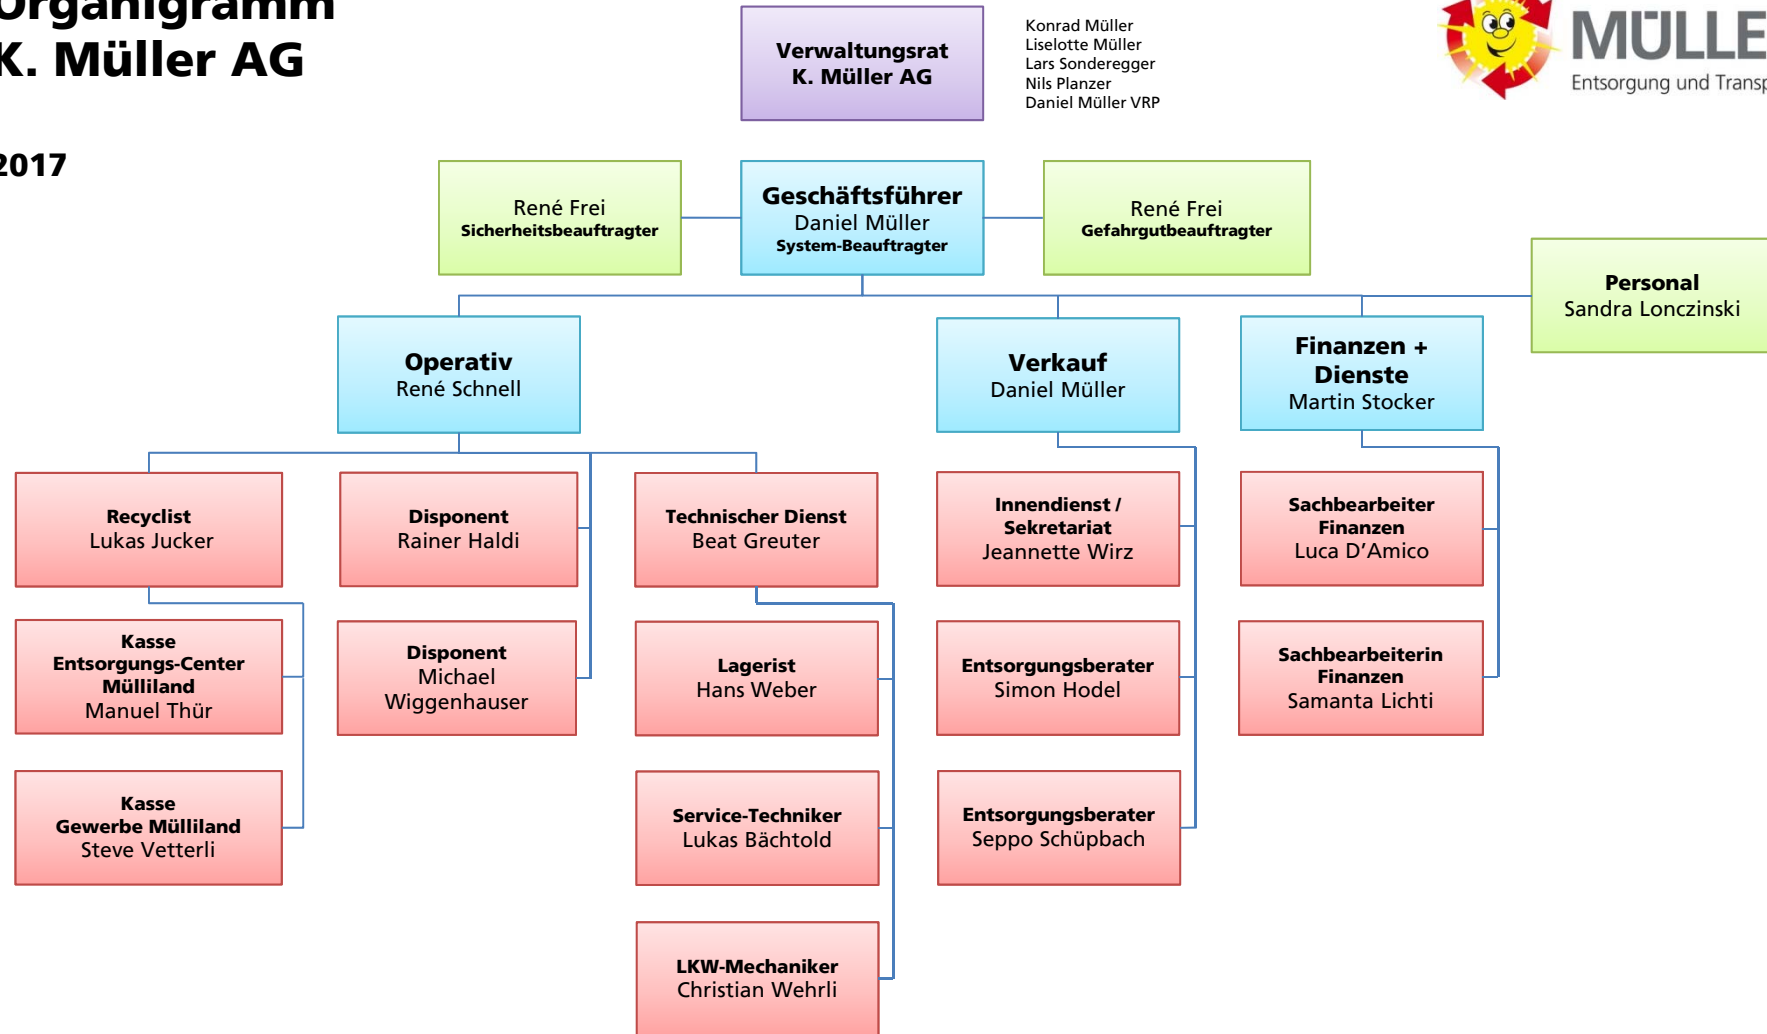 Organigramm
K. Müller AG
2017
Verwaltungsrat
K. Müller AG
Konrad Müller
Liselotte Müller
Lars Sonderegger
Nils Planzer
Daniel Müller VRP
MÜLLE
Entsorgung und Transp
René Frei
Sicherheitsbeauftragter
Geschäftsführer
Daniel Müller
System-Beauftragter
René Frei
Gefahrgutbeauftragter
Personal
Sandra Lonczinski
Operativ
René Schnell
Verkauf
Daniel Müller
Finanzen +
Dienste
Martin Stocker
Recyclist
Lukas Jucker
Disponent
Rainer Haldi
Technischer Dienst
Beat Greuter
Innendienst /
Sekretariat
Jeannette Wirz
Sachbearbeiter
Finanzen
Luca D’Amico
Kasse
Entsorgungs-Center
Mülliland
Manuel Thür
Disponent
Michael
Wiggenhauser
Lagerist
Hans Weber
Entsorgungsberater
Simon Hodel
Sachbearbeiterin
Finanzen
Samanta Lichti
Kasse
Gewerbe Mülliland
Steve Vetterli
Service-Techniker
Lukas Bächtold
Entsorgungsberater
Seppo Schüpbach
LKW-Mechaniker
Christian Wehrli